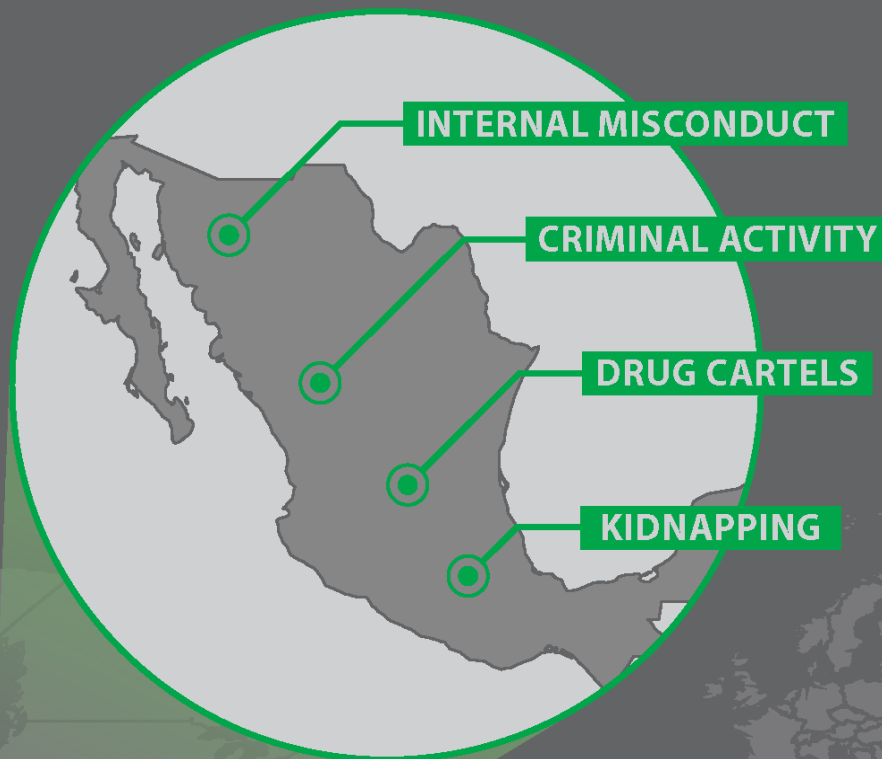 INTERNAL MISCONDUCT
CRIMINAL ACTIVITY
DRUG CARTELS
KIDNAPPING